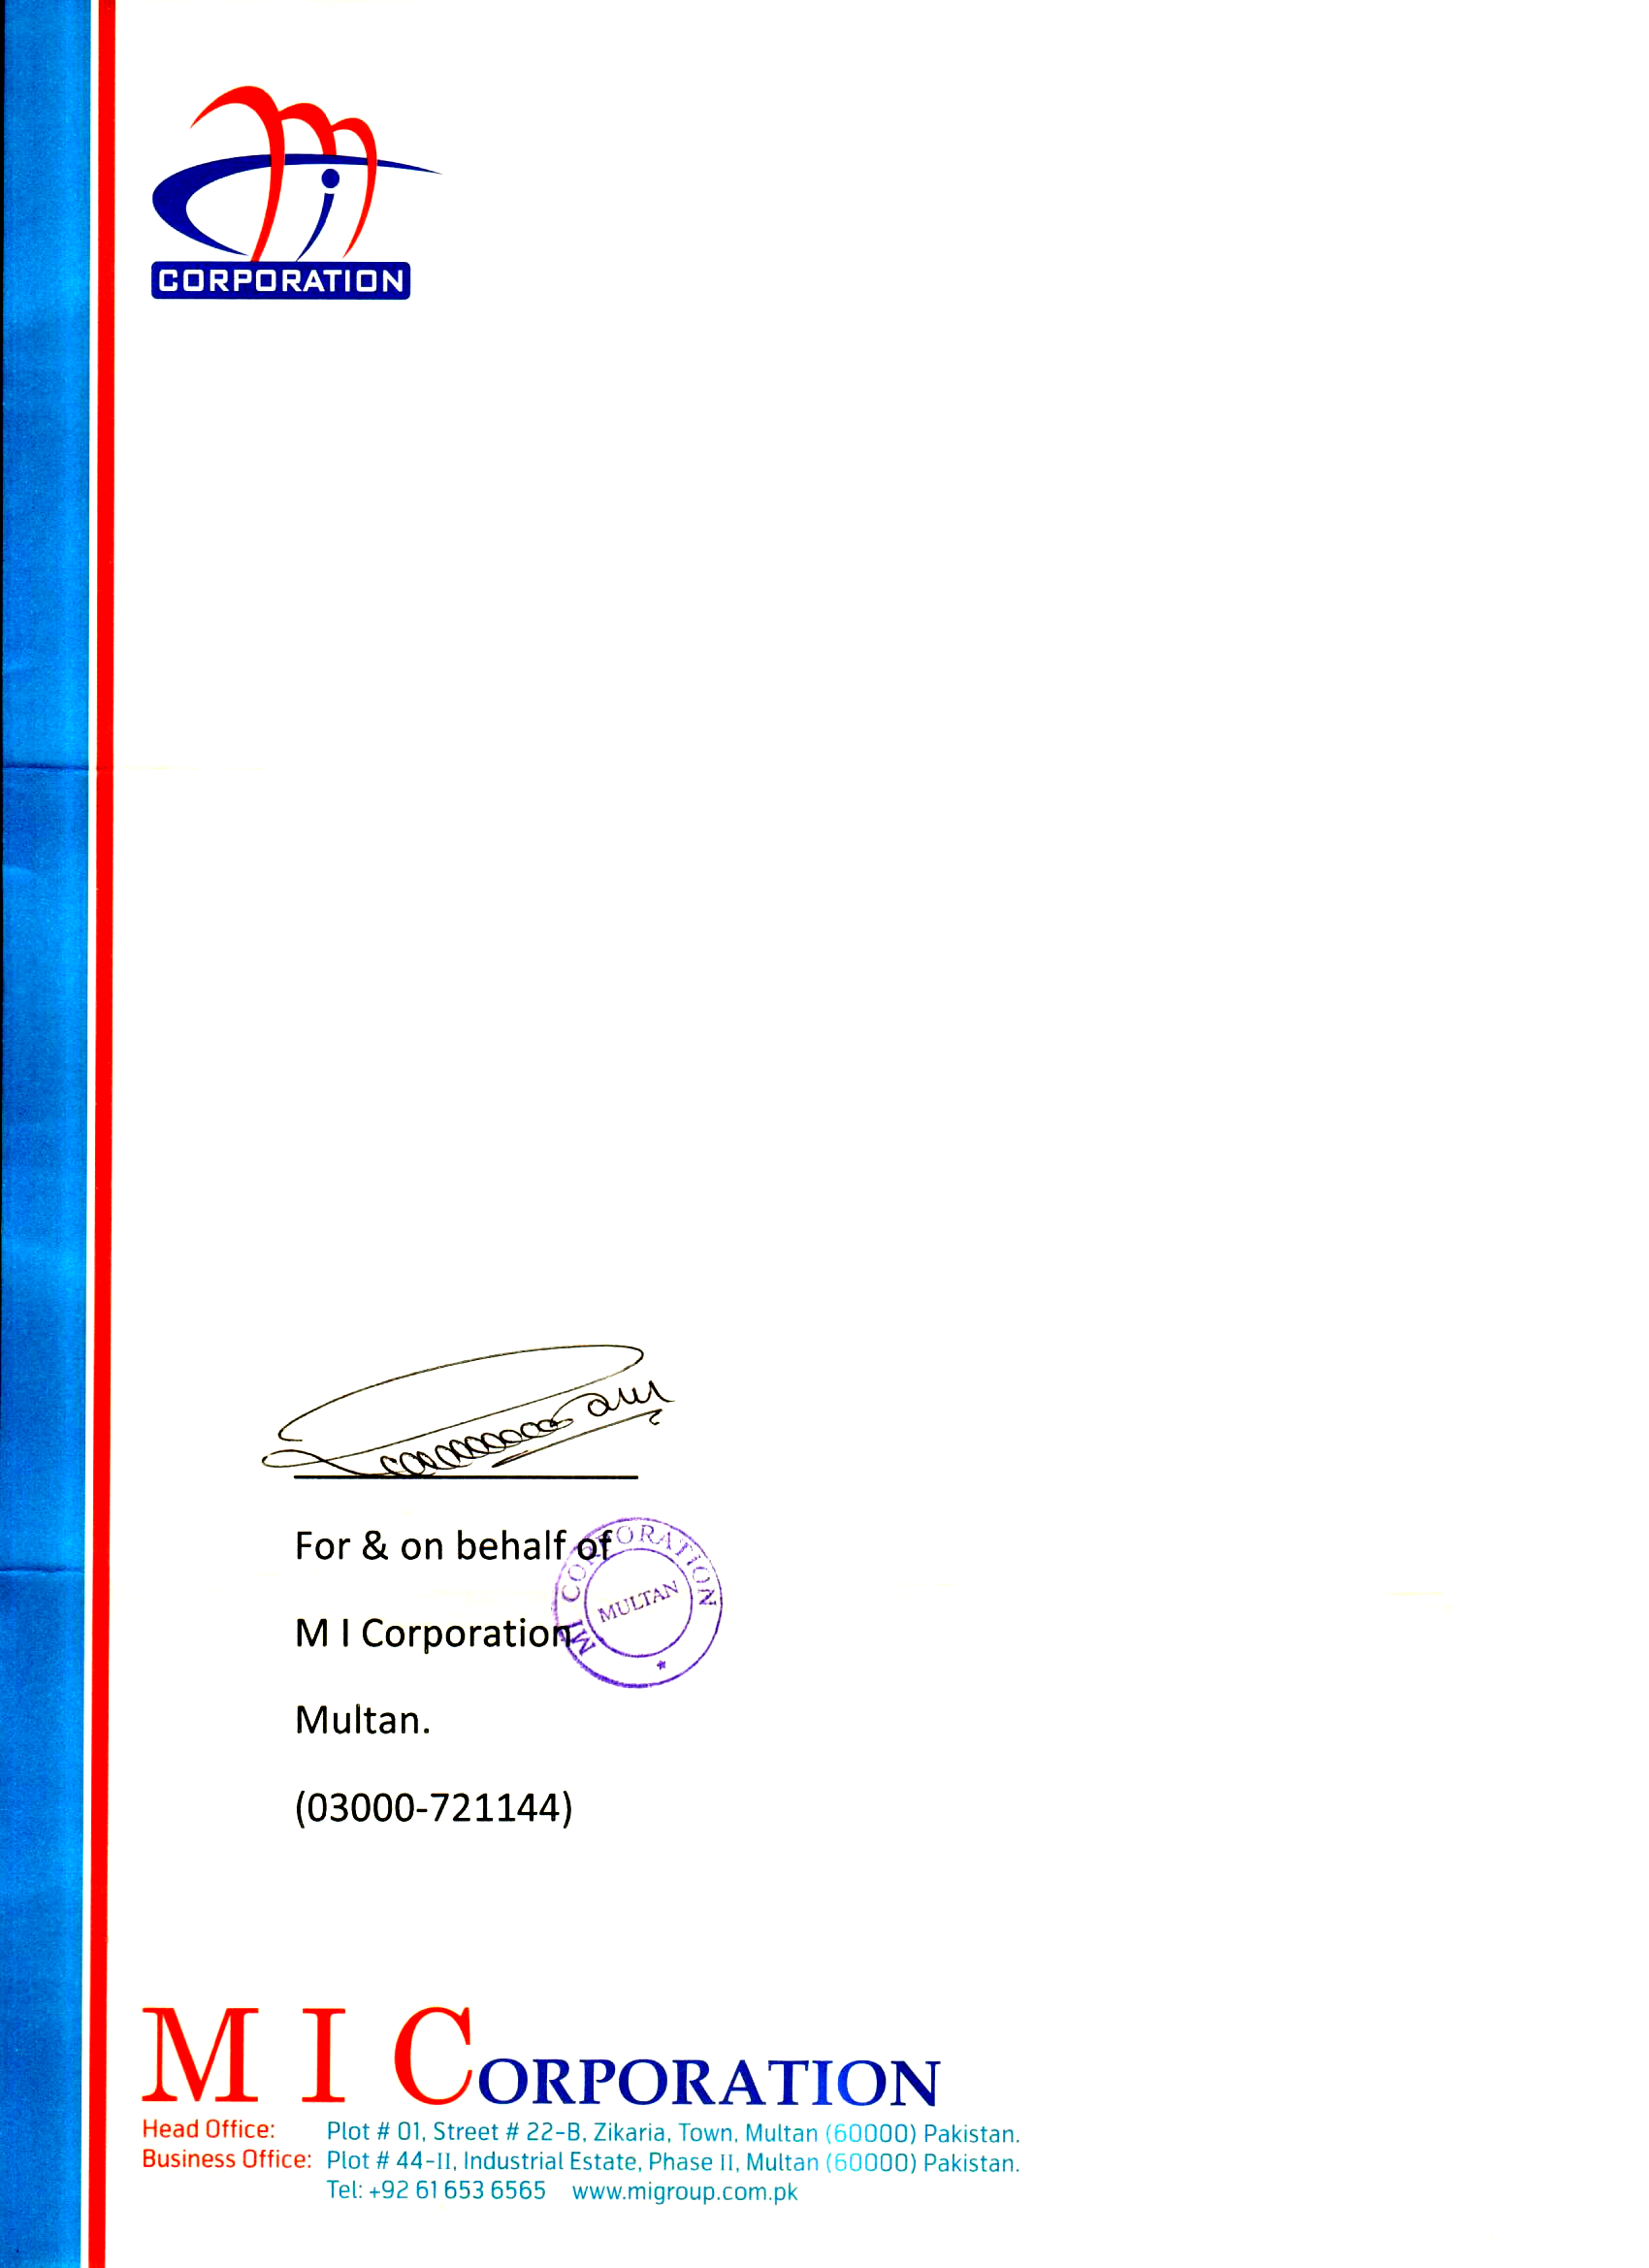 mi
CORPORATION
For & on behalf of
M I Corporation
MI CORPORATION
MULTAN
Multan.
(03000-721144)
M I CORPORATION
Head Office: Plot # 01, Street # 22-B, Zikaria, Town, Multan (60000) Pakistan.
Business Office: Plot # 44-II, Industrial Estate, Phase II, Multan (60000) Pakistan.
Tel: +92 61 653 6565 www.migroup.com.pk